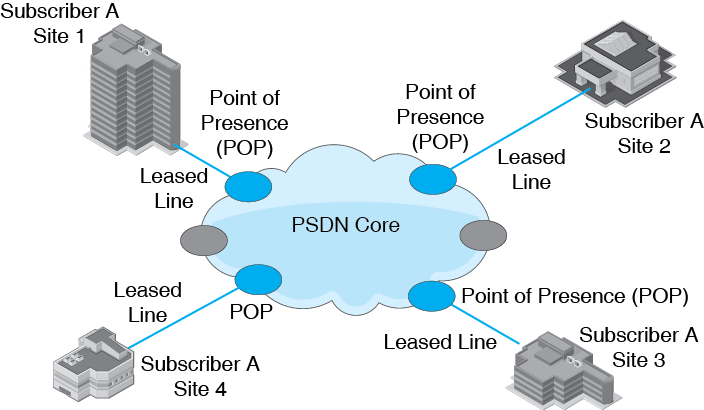 Subscriber A
Site 1
Point of
Presence
(POP)
Leased
Line
Point of
Presence
(POP)
Leased
Line
Subscriber A
Site 2
PSDN Core
Leased
Line
POP
Subscriber A
Site 4
Point of Presence (POP)
Leased Line
Subscriber A
Site 3